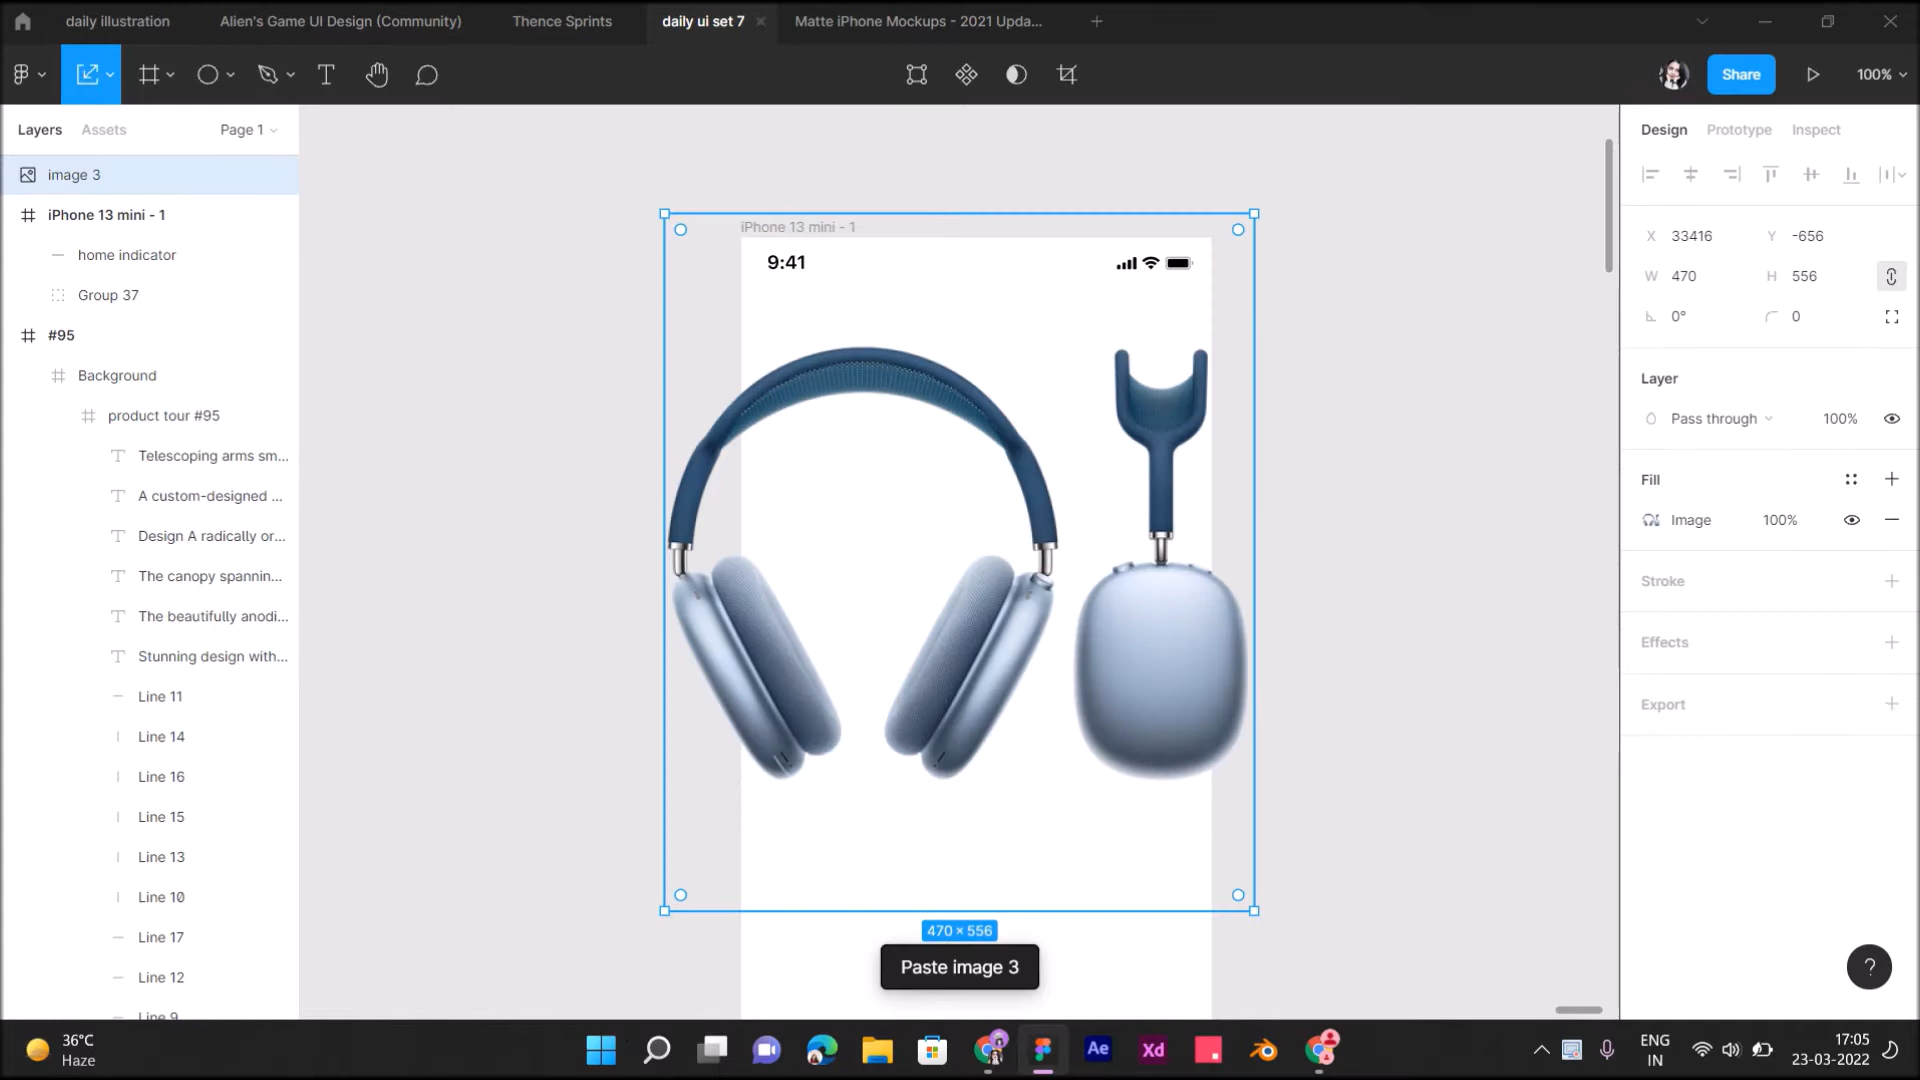 daily illustration
Alien's Game UI Design (Community)
Thence Sprints
daily ui set 7
Matte iPhone Mockups - 2021 Upda...
Share
100%
Layers
Assets
Page 1
Design
Prototype
Inspect
image 3
iPhone 13 mini - 1
home indicator
Group 37
#95
Background
product tour #95
Telescoping arms sm...
A custom-designed ...
Design A radically or...
The canopy spannin...
The beautifully anodi...
Stunning design with...
Line 11
Line 14
Line 16
Line 15
Line 13
Line 10
Line 17
Line 12
Line 9
iPhone 13 mini - 1
9:41
470 × 556
Paste image 3
X 33416
Y -656
W 470
H 556
0°
0
Layer
Pass through
100%
Fill
Image
100%
Stroke
Effects
Export
?
36°C
Haze
Ae
Xd
ENG
IN
17:05
23-03-2022